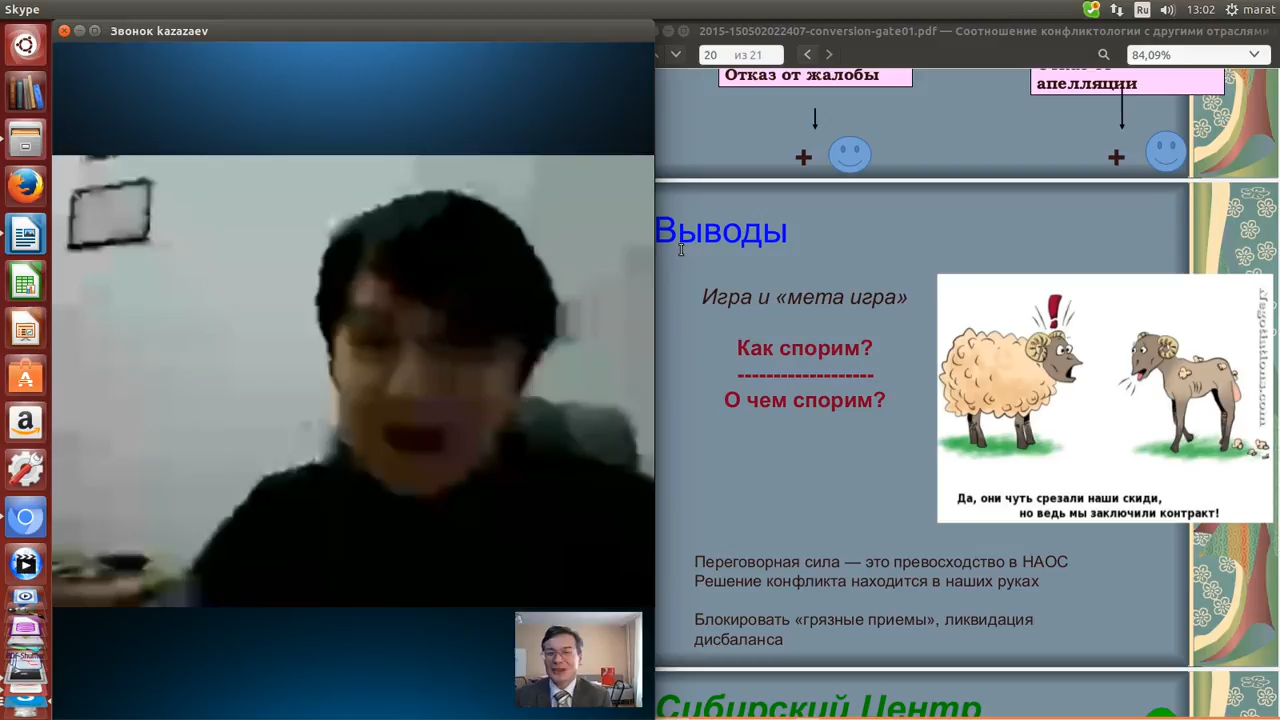 Skype
Ru
13:02
marat
Звонок kazazaev
2015-150502022407-conversion-gate01.pdf — Соотношение конфликтологии с другими отраслями
20 из 21
84,09%
Отказ от жалобы
апелляции
+
+
Выводы
Игра и «мета игра»
Как спорим?
-------------------
О чем спорим?
Negotiations.com
Да, они чуть срезали наши скиди,
но ведь мы заключили контракт!
Переговорная сила — это превосходство в НАОС
Решение конфликта находится в наших руках
Блокировать «грязные приемы», ликвидация
дисбаланса
Сибирский Центр